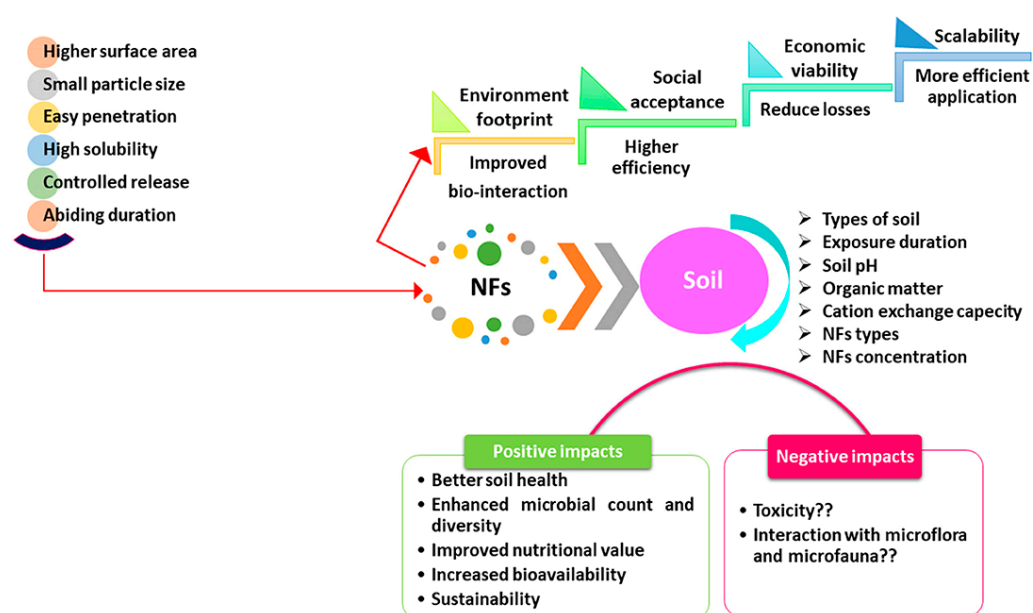 Higher surface area
Small particle size
Easy penetration
High solubility
Controlled release
Abiding duration
Environment
footprint
Improved
bio-interaction
Social
acceptance
Higher
efficiency
Economic
viability
Reduce losses
Scalability
More efficient
application
NFs
Soil
Types of soil
Exposure duration
Soil pH
Organic matter
Cation exchange capecity
NFs types
NFs concentration
Positive impacts
• Better soil health
• Enhanced microbial count and
diversity
• Improved nutritional value
• Increased bioavailability
• Sustainability
Negative impacts
• Toxicity??
• Interaction with microflora
and microfauna??